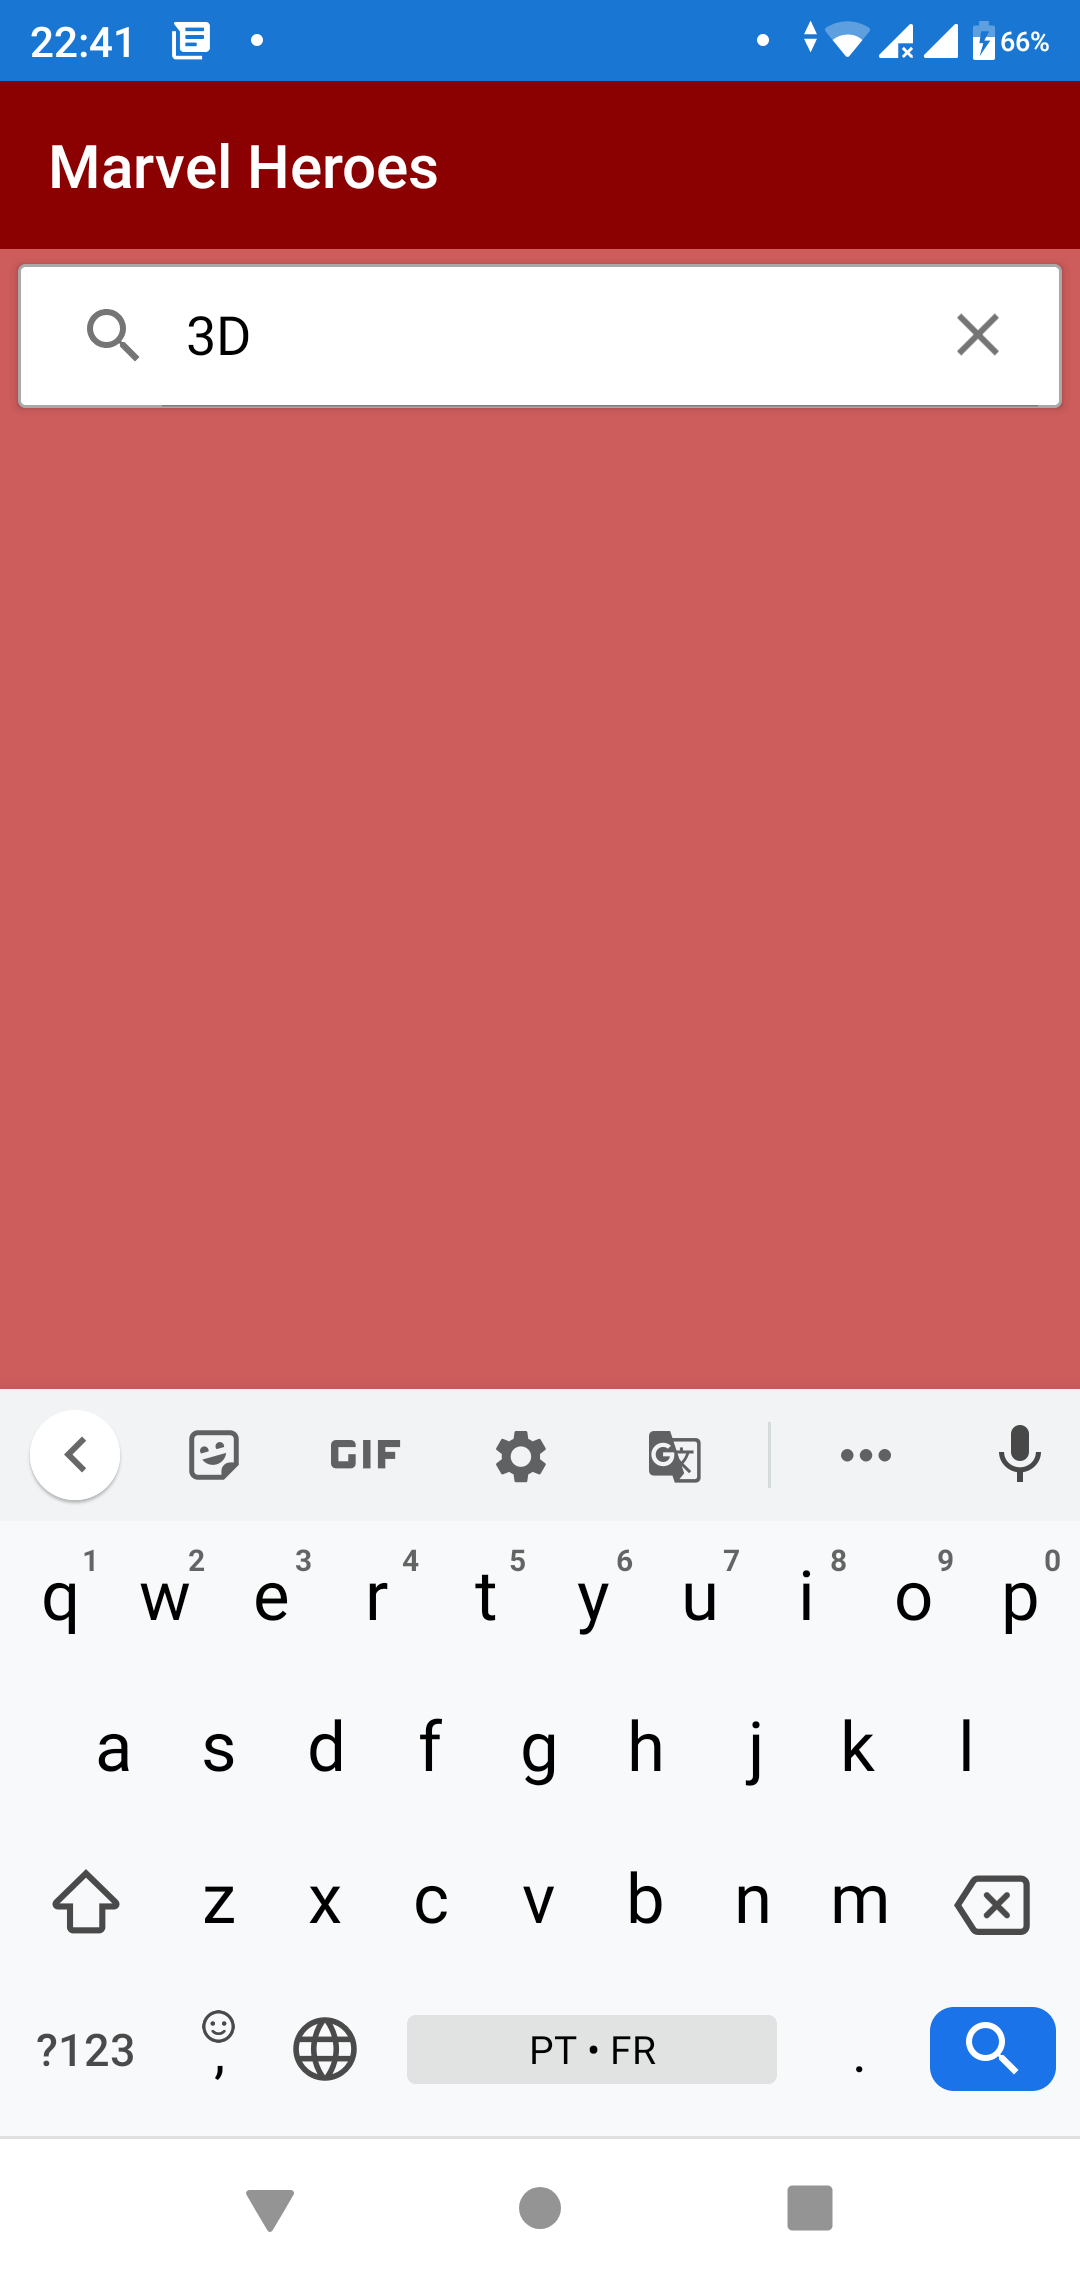 22:41 66%
Marvel Heroes
3D
GIF
1 2 3 4 5 6 7 8 9 0
q w e r t y u i o p
a s d f g h j k l
z x c v b n m
?123 , PT • FR .